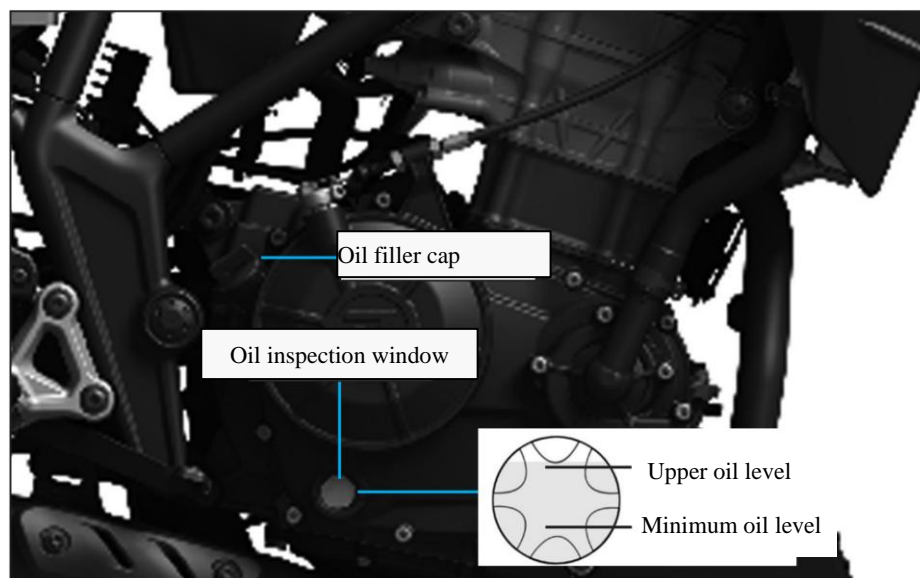 Oil filler cap
Oil inspection window
Upper oil level
Minimum oil level